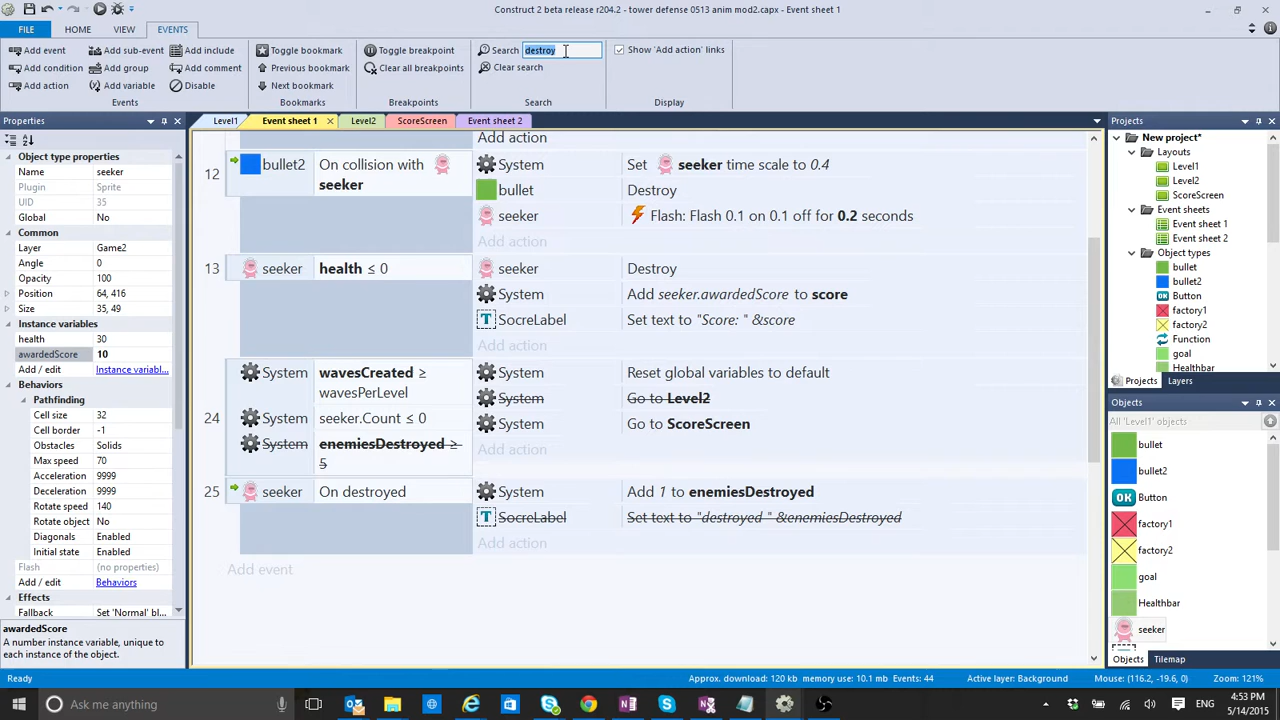 Construct 2 beta release r204.2 - tower defense 0513 anim mod2.capx - Event sheet 1
FILE HOME VIEW EVENTS
Add event Add sub-event Add include Toggle bookmark Toggle breakpoint Search destroy Show 'Add action' links
Add condition Add group Add comment Previous bookmark Clear all breakpoints Clear search
Add action Add variable Disable Next bookmark
Events Bookmarks Breakpoints Search Display
Properties Level1 Event sheet 1 Level2 ScoreScreen Event sheet 2 Projects
Object type properties
Name seeker
Plugin Sprite
UID 35
Global No
Common
Layer Game2
Angle 0
Opacity 100
Position 64, 416
Size 35, 49
Instance variables
health 30
awardedScore 10
Add / edit Instance variabl...
Behaviors
Pathfinding
Cell size 32
Cell border -1
Obstacles Solids
Max speed 70
Acceleration 9999
Deceleration 9999
Rotate speed 140
Rotate object No
Diagonals Enabled
Initial state Enabled
Flash (no properties)
Add / edit Behaviors
Effects
Fallback Set 'Normal' bl...
awardedScore
A number instance variable, unique to
each instance of the object.
Add action
12 bullet2 On collision with seeker
System Set seeker time scale to 0.4
bullet Destroy
seeker Flash: Flash 0.1 on 0.1 off for 0.2 seconds
Add action
13 seeker health ≤ 0
seeker Destroy
System Add seeker.awardedScore to score
SocreLabel Set text to "Score: " &score
Add action
24 System wavesCreated ≥
wavesPerLevel
System seeker.Count ≤ 0
System enemiesDestroyed ≥
5
System Reset global variables to default
System Go to Level2
System Go to ScoreScreen
Add action
25 seeker On destroyed
System Add 1 to enemiesDestroyed
SocreLabel Set text to "destroyed " &enemiesDestroyed
Add action
Add event
New project*
Layouts
Level1
Level2
ScoreScreen
Event sheets
Event sheet 1
Event sheet 2
Object types
bullet
bullet2
Button
factory1
factory2
Function
goal
Healthbar
Projects Layers
Objects
All 'Level1' objects
bullet
bullet2
OK Button
factory1
factory2
goal
Healthbar
seeker
Objects Tilemap
Ready Approx. download: 120 kb memory use: 10.1 mb Events: 44 Active layer: Background Mouse: (116.2, -19.6, 0) Zoom: 121%
Ask me anything
4:53 PM
5/14/2015